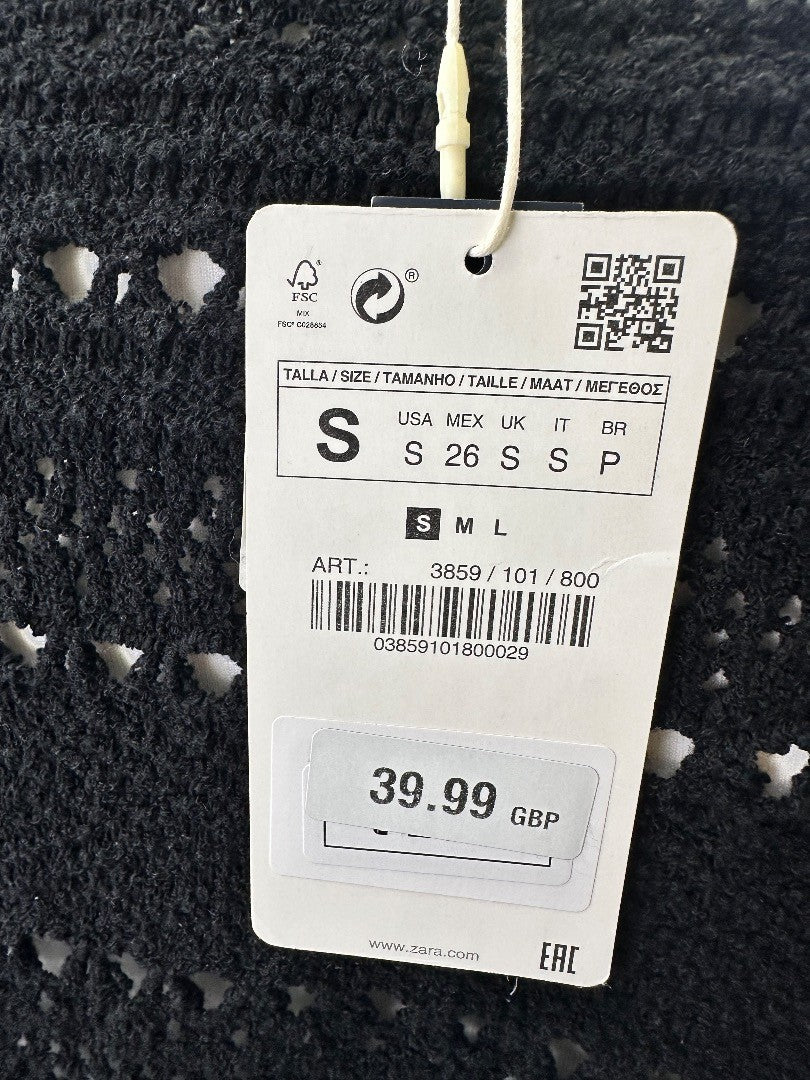 FSC
MIX
FSC® C028684
®
TALLA / SIZE / TAMANHO / TAILLE / MAAT / ΜΕΓΕΘΟΣ
S
USA MEX UK IT BR
S 26 S S P
S M L
ART.: 3859 / 101 / 800
03859101800029
39.99 GBP
www.zara.com
EAC